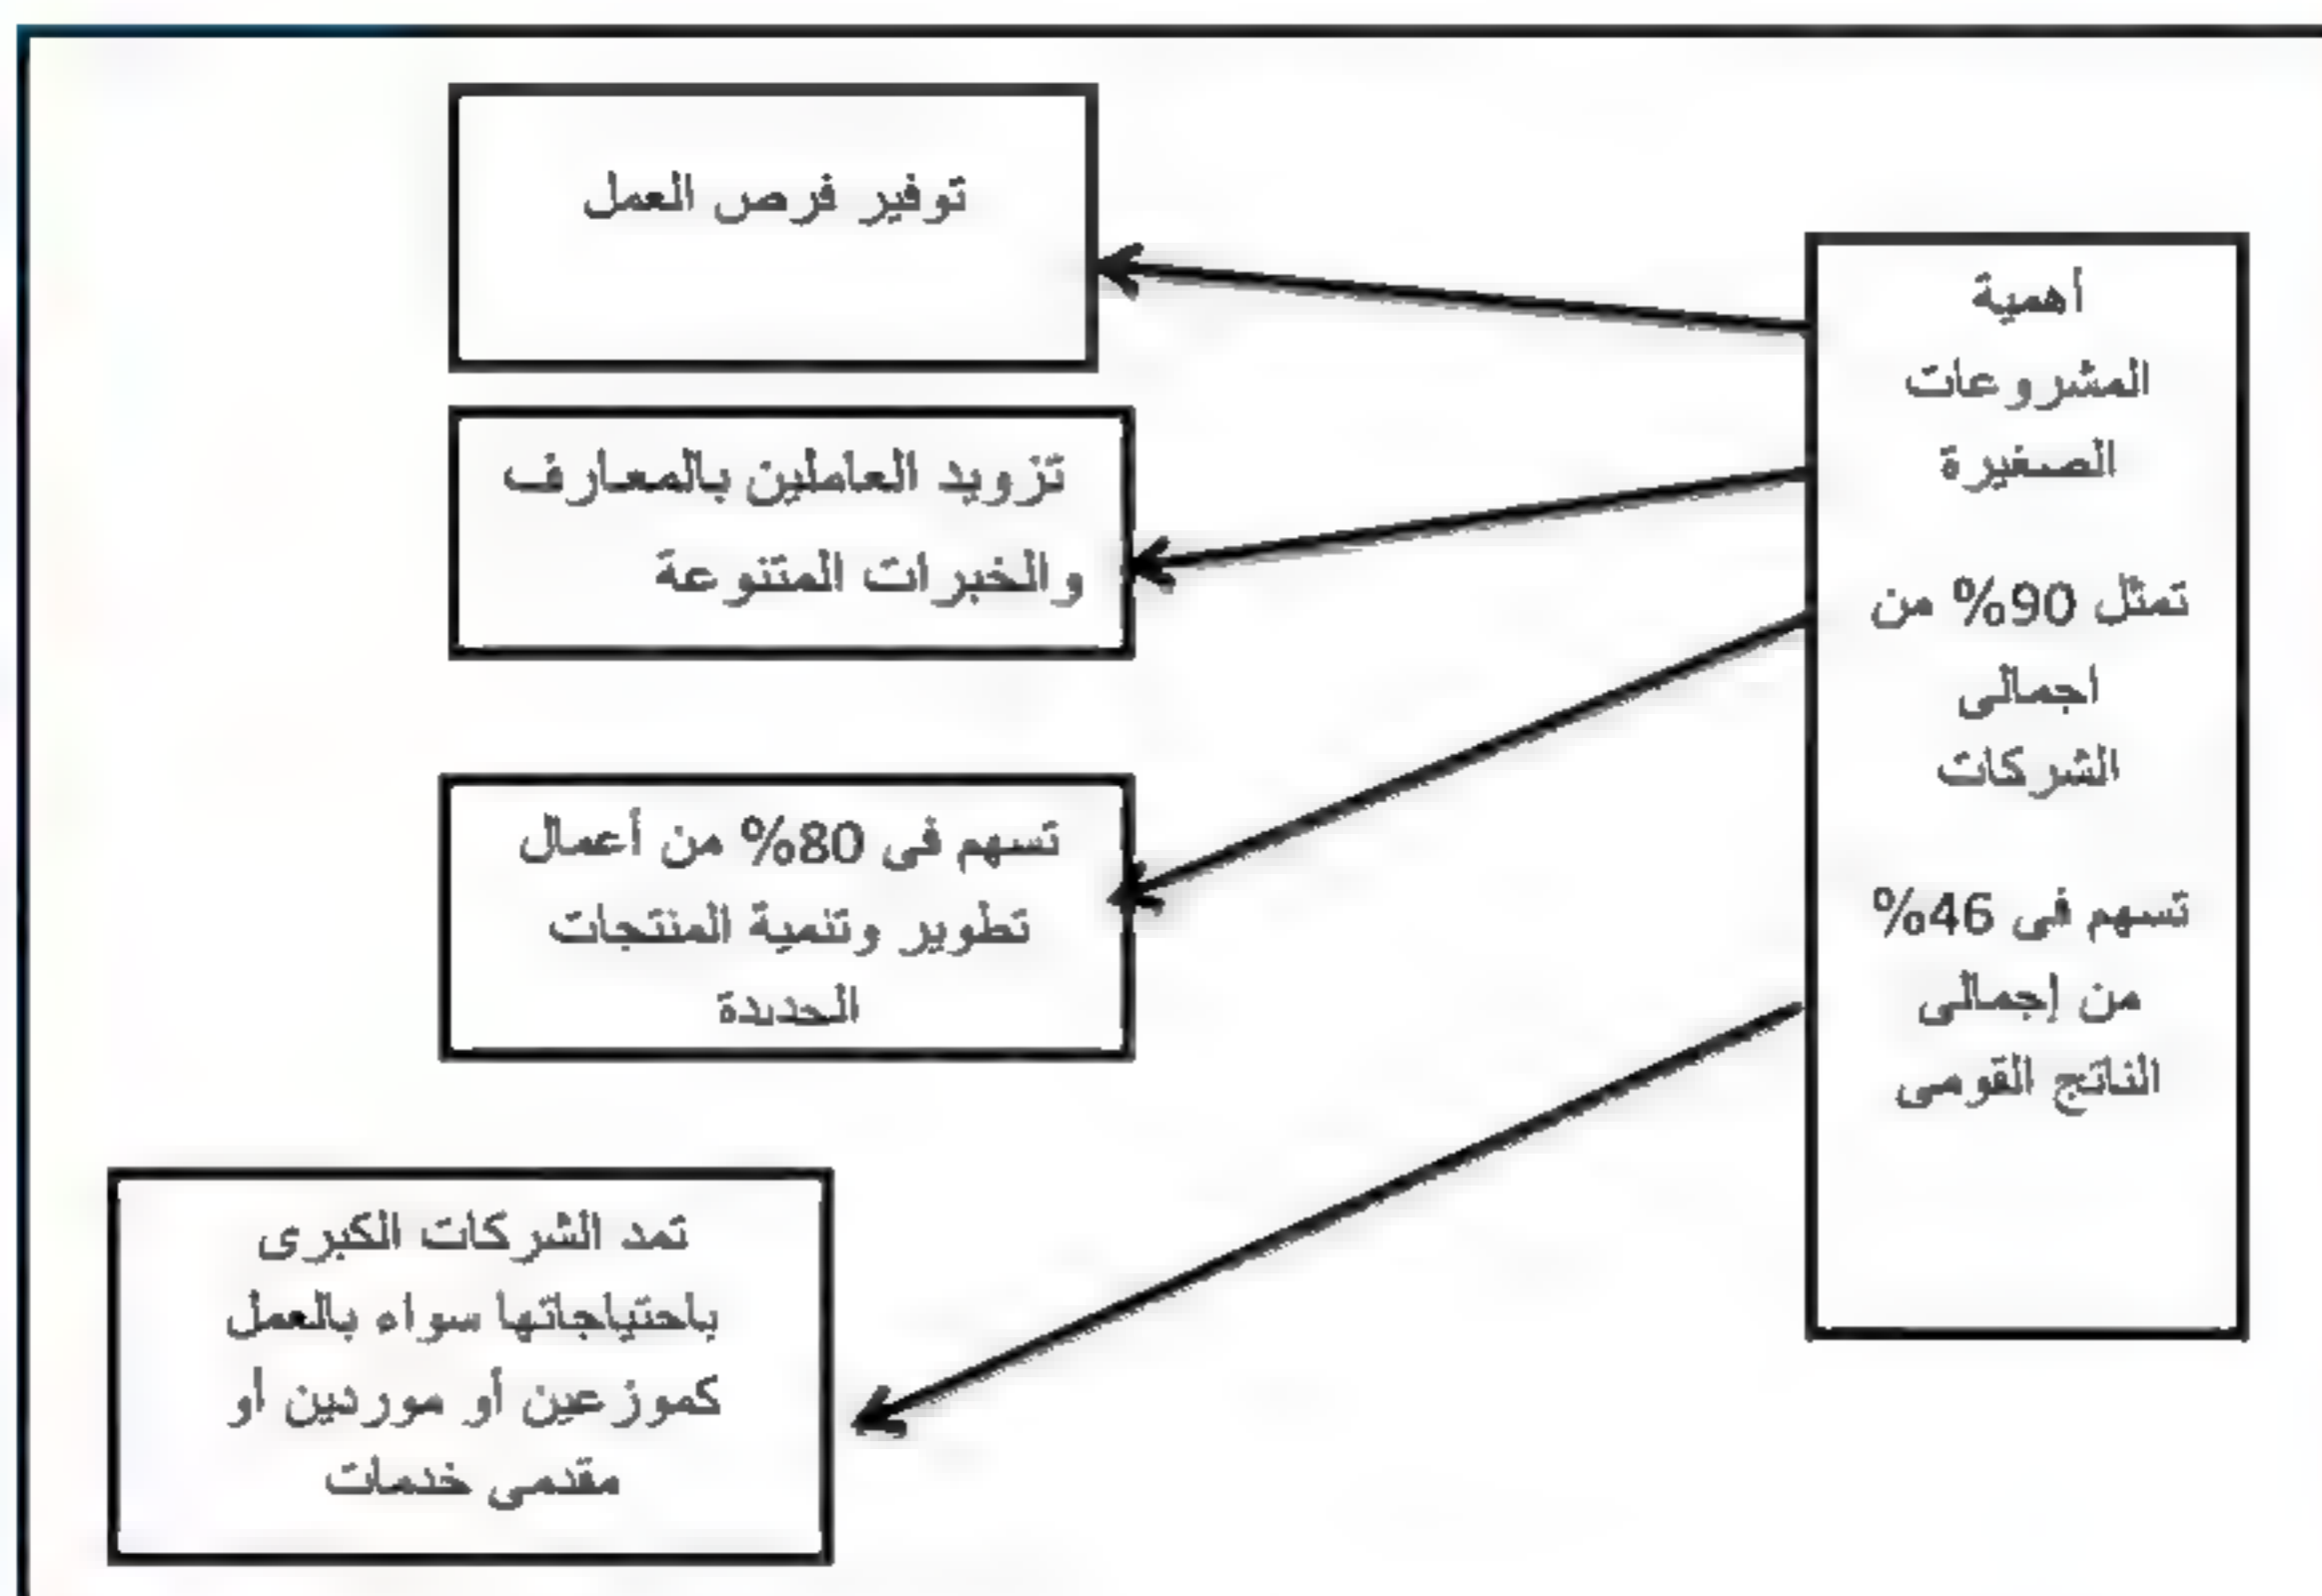 أهمية
المشروعات
الصغيرة
تمثل 90% من
اجمالى
الشركات
تسهم فى 46%
من إجمالى
الناتج القومى
توفير فرص العمل
تزويد العاملين بالمعارف
والخبرات المتنوعة
تسهم فى 80% من أعمال
تطوير وتنمية المنتجات
الجديدة
تمد الشركات الكبرى
باحتياجاتها سواء بالعمل
كموزعين أو موردين أو
مقدمى خدمات